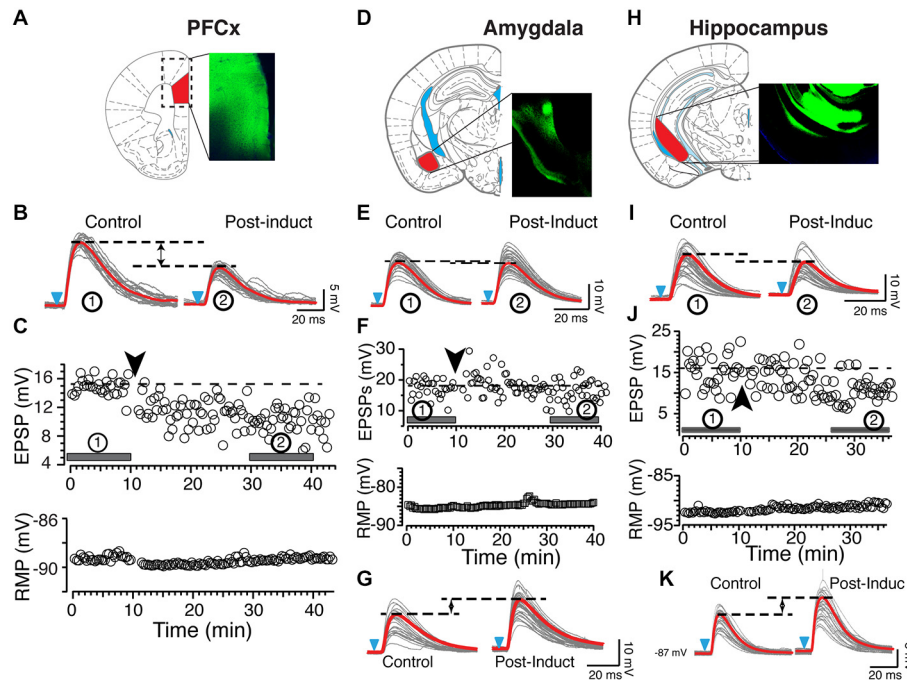 A
PFCx
D
Amygdala
H
Hippocampus
B
Control
Post-induct
1
2
5 mV
20 ms
E
Control
Post-Induct
1
2
10 mV
20 ms
I
Control
Post-Induc
1
2
10 mV
20 ms
C
EPSP (mV)
16
12
8
4
1
2
0
10
20
30
40
RMP (mV)
-86
-90
0
10
20
30
40
Time (min)
F
EPSPs (mV)
30
20
10
1
2
0
10
20
30
40
RMP (mV)
-80
-90
0
10
20
30
40
Time (min)
J
EPSP (mV)
25
15
5
1
2
0
10
20
30
RMP (mV)
-85
-95
0
10
20
30
Time (min)
G
Control
Post-Induct
10 mV
20 ms
K
Control
Post-Induc
-87 mV
20 ms